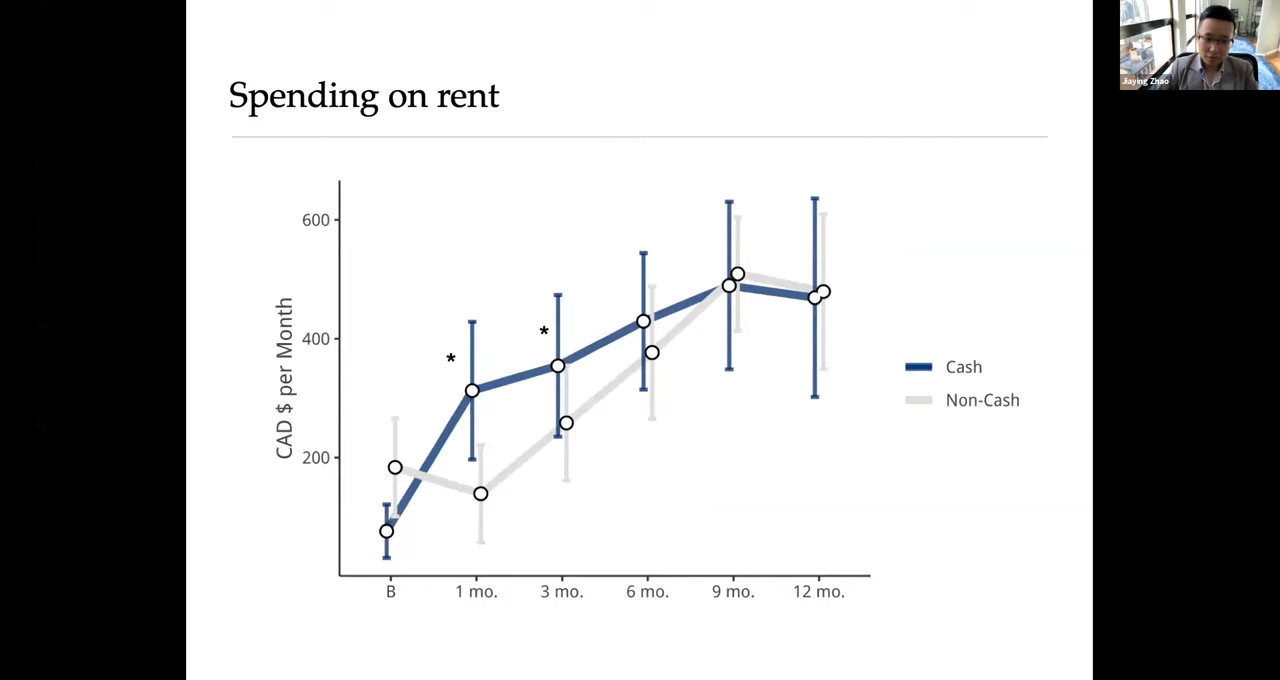 Jiaying Zhao
Spending on rent
CAD $ per Month
600
400
200
*
*
B
1 mo.
3 mo.
6 mo.
9 mo.
12 mo.
Cash
Non-Cash